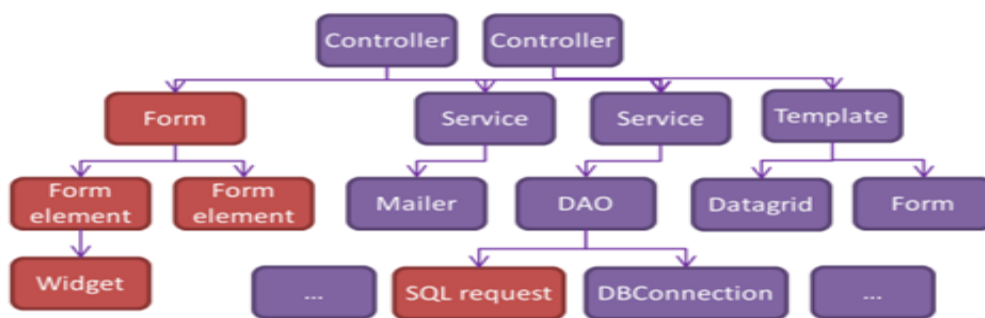 Controller
Controller
Form
Service
Service
Template
Form
element
Form
element
Mailer
DAO
Datagrid
Form
Widget
...
SQL request
DBConnection
...